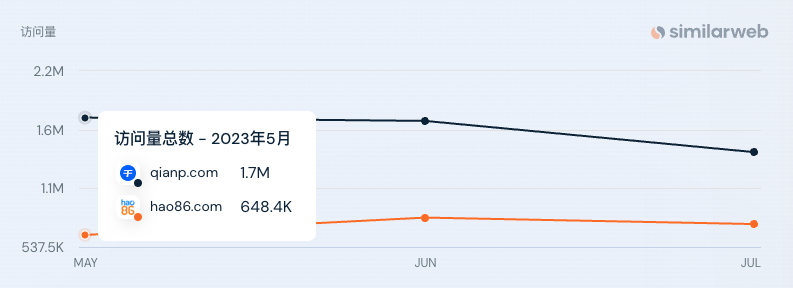 访问量
similarweb
2.2M
1.6M
1.1M
537.5K
访问量总数 – 2023年5月
qianp.com 1.7M
hao86.com 648.4K
hao
86
MAY JUN JUL